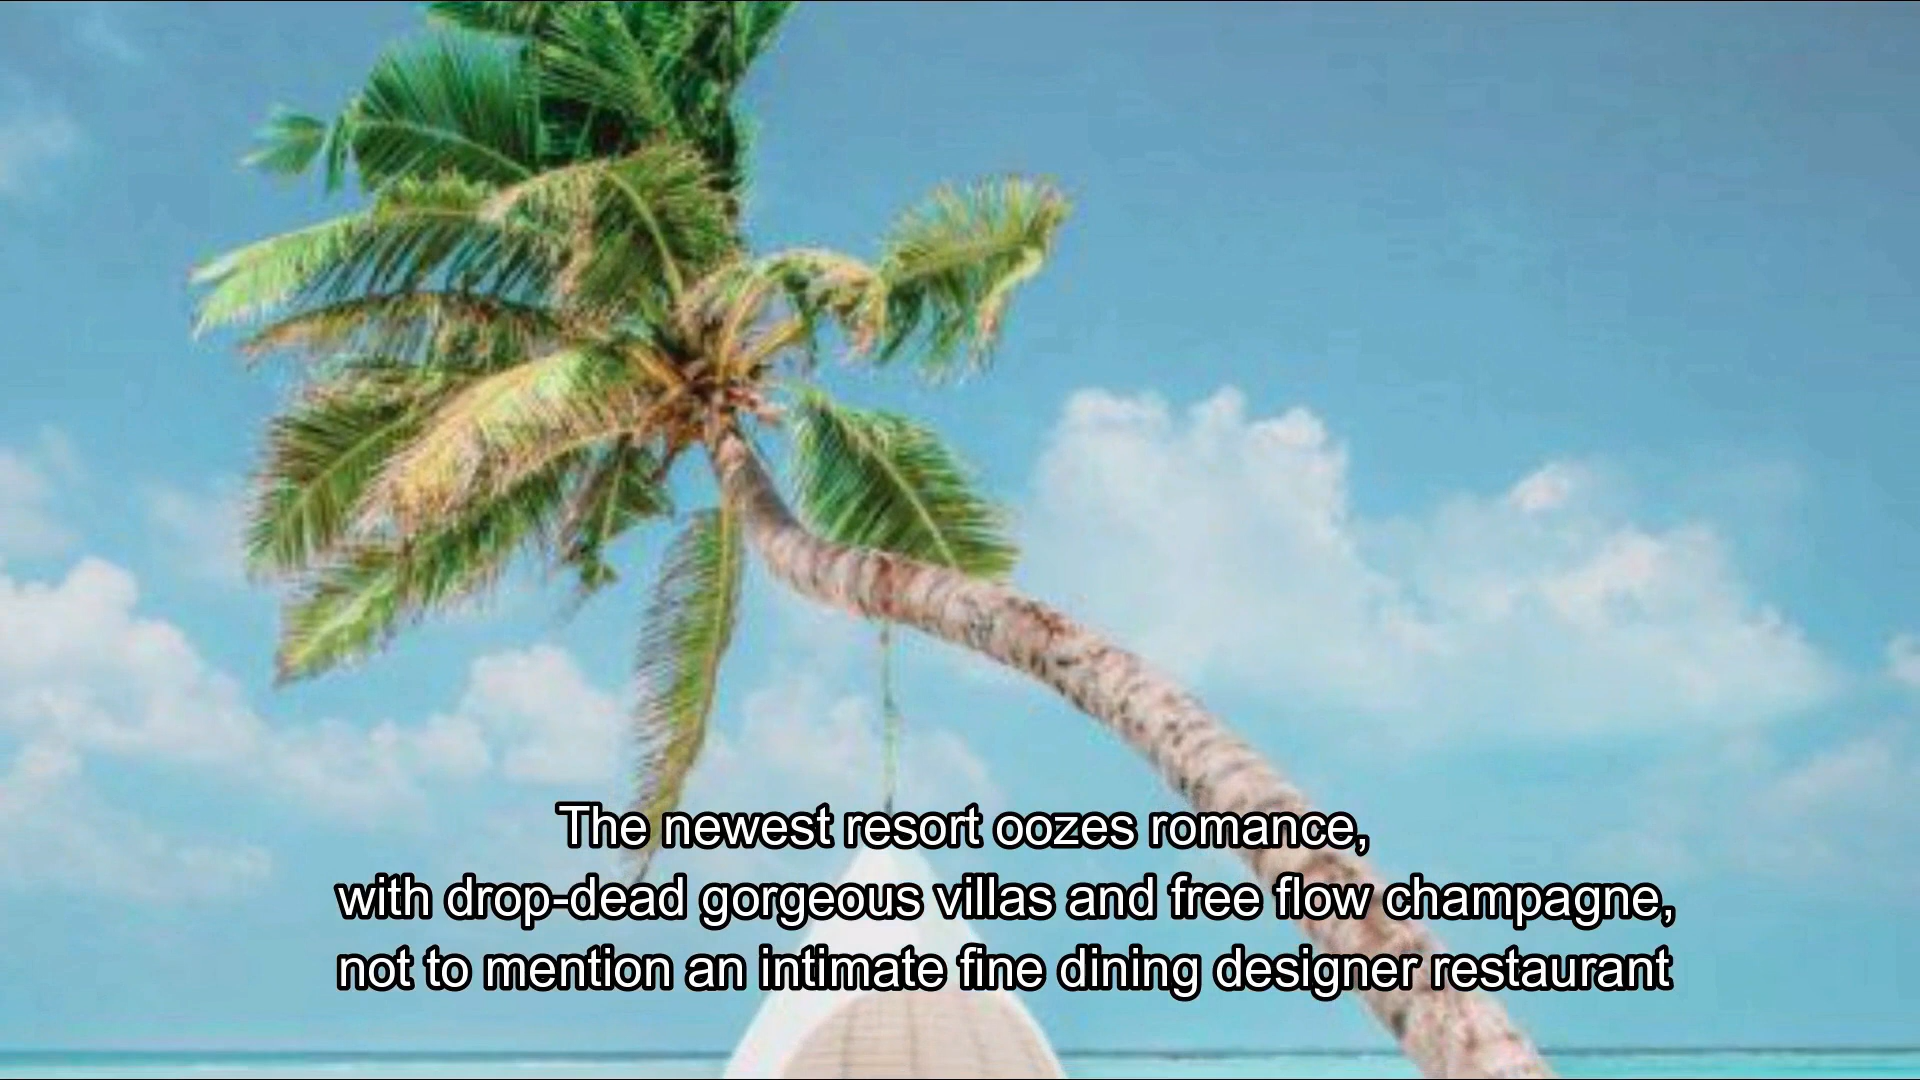 The newest resort oozes romance,
with drop-dead gorgeous villas and free flow champagne,
not to mention an intimate fine dining designer restaurant